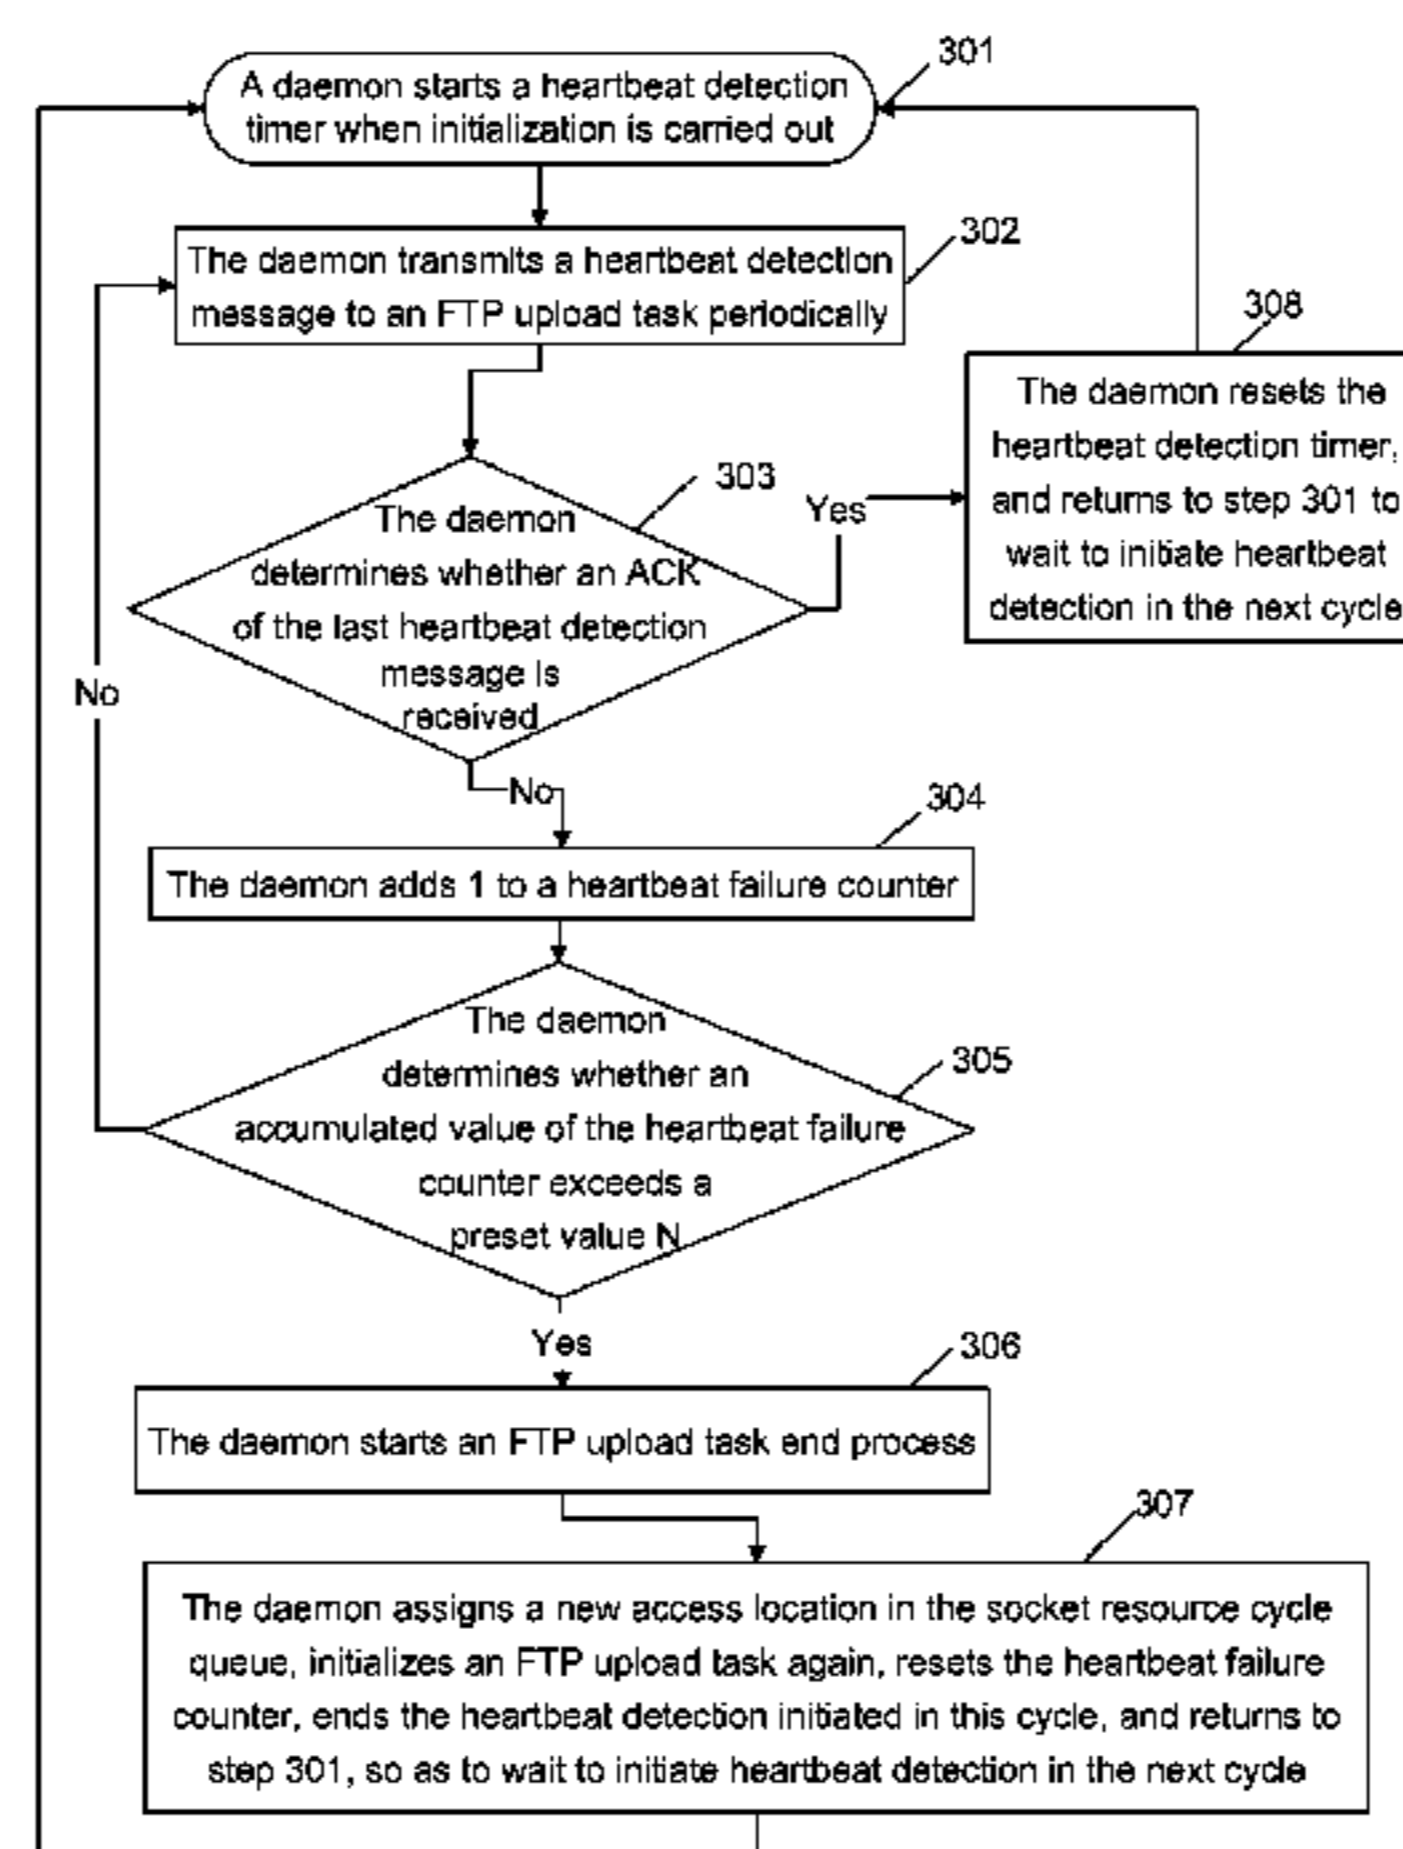 301
A daemon starts a heartbeat detection
timer when initialization is carried out
302
The daemon transmits a heartbeat detection
message to an FTP upload task periodically
308
The daemon resets the
heartbeat detection timer,
and returns to step 301 to
wait to initiate heartbeat
detection in the next cycle
303
Yes
The daemon
determines whether an ACK
of the last heartbeat detection
message is
received
No
No
304
The daemon adds 1 to a heartbeat failure counter
305
The daemon
determines whether an
accumulated value of the heartbeat failure
counter exceeds a
preset value N
Yes
306
The daemon starts an FTP upload task end process
307
The daemon assigns a new access location in the socket resource cycle
queue, initializes an FTP upload task again, resets the heartbeat failure
counter, ends the heartbeat detection initiated in this cycle, and returns to
step 301, so as to wait to initiate heartbeat detection in the next cycle